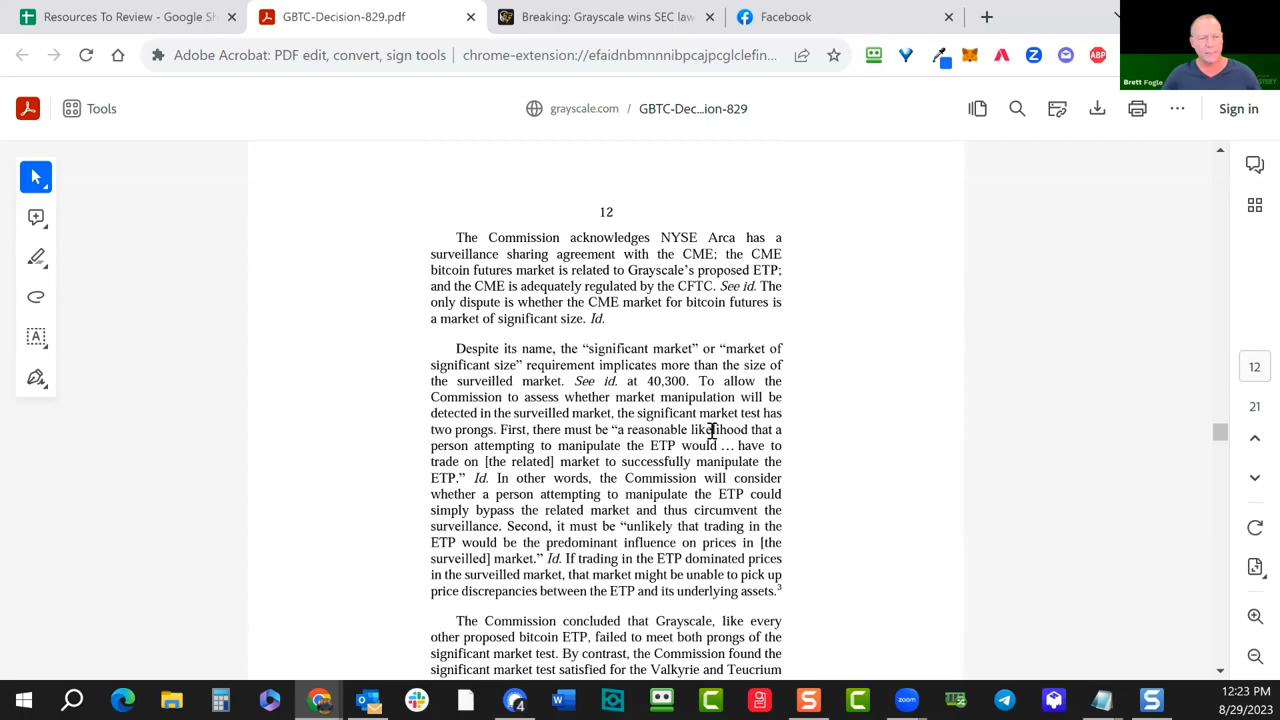 Resources To Review - Google Sh
GBTC-Decision-829.pdf
Breaking: Grayscale wins SEC law
Facebook
Adobe Acrobat: PDF edit, convert, sign tools
chrome-extension://efaidnbmnnnibpcajpcglclefin...
ABP
Brett Fogle
Tools
grayscale.com / GBTC-Dec...ion-829
Sign in
12
The Commission acknowledges NYSE Arca has a
surveillance sharing agreement with the CME; the CME
bitcoin futures market is related to Grayscale's proposed ETP;
and the CME is adequately regulated by the CFTC. See id. The
only dispute is whether the CME market for bitcoin futures is
a market of significant size. Id.
Despite its name, the “significant market” or “market of
significant size” requirement implicates more than the size of
the surveilled market. See id. at 40,300. To allow the
Commission to assess whether market manipulation will be
detected in the surveilled market, the significant market test has
two prongs. First, there must be “a reasonable likelihood that a
person attempting to manipulate the ETP would … have to
trade on [the related] market to successfully manipulate the
ETP.” Id. In other words, the Commission will consider
whether a person attempting to manipulate the ETP could
simply bypass the related market and thus circumvent the
surveillance. Second, it must be “unlikely that trading in the
ETP would be the predominant influence on prices in [the
surveilled] market.” Id. If trading in the ETP dominated prices
in the surveilled market, that market might be unable to pick up
price discrepancies between the ETP and its underlying assets.3
The Commission concluded that Grayscale, like every
other proposed bitcoin ETP, failed to meet both prongs of the
significant market test. By contrast, the Commission found the
significant market test satisfied for the Valkyrie and Teucrium
12
21
12:23 PM
8/29/2023